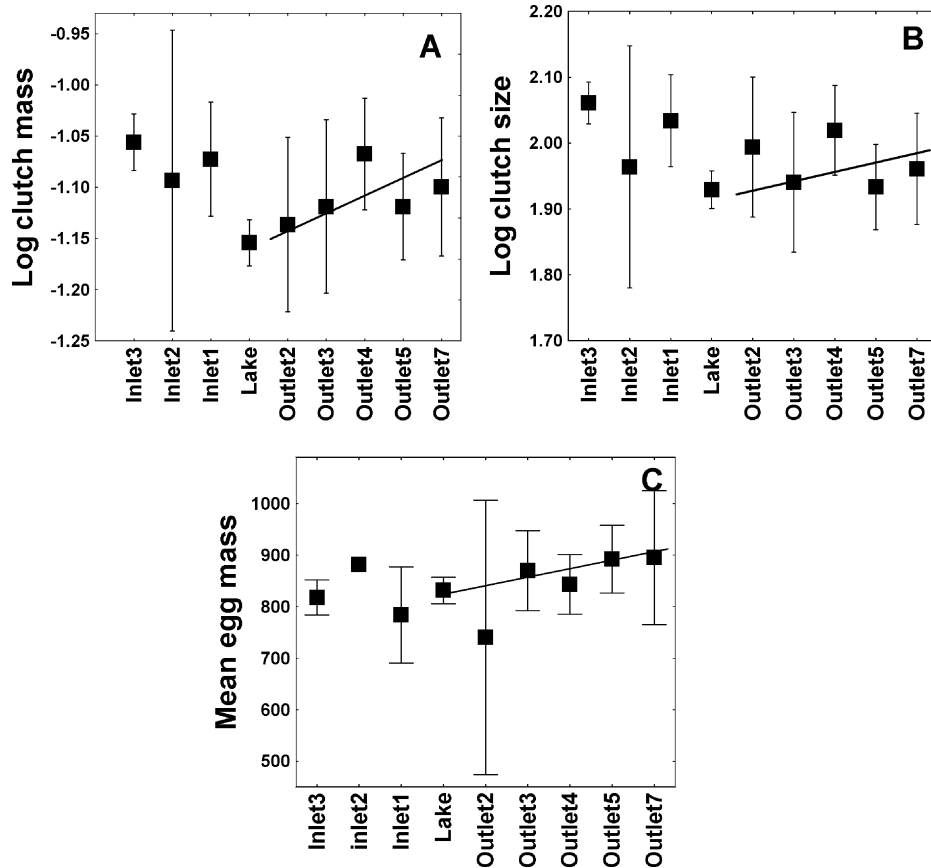 A
Log clutch mass
-0.95
-1.00
-1.05
-1.10
-1.15
-1.20
-1.25
Inlet3
Inlet2
Inlet1
Lake
Outlet2
Outlet3
Outlet4
Outlet5
Outlet7
B
Log clutch size
2.20
2.10
2.00
1.90
1.80
1.70
Inlet3
Inlet2
Inlet1
Lake
Outlet2
Outlet3
Outlet4
Outlet5
Outlet7
C
Mean egg mass
1000
900
800
700
600
500
Inlet3
inlet2
Inlet1
Lake
Outlet2
Outlet3
Outlet4
Outlet5
Outlet7